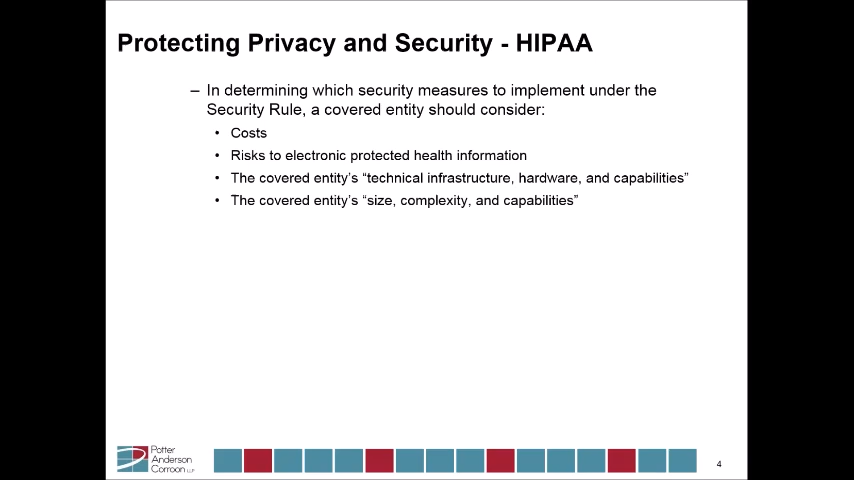 Protecting Privacy and Security - HIPAA
– In determining which security measures to implement under the
Security Rule, a covered entity should consider:
• Costs
• Risks to electronic protected health information
• The covered entity’s “technical infrastructure, hardware, and capabilities”
• The covered entity’s “size, complexity, and capabilities”
Potter
Anderson
Corroon LLP
4